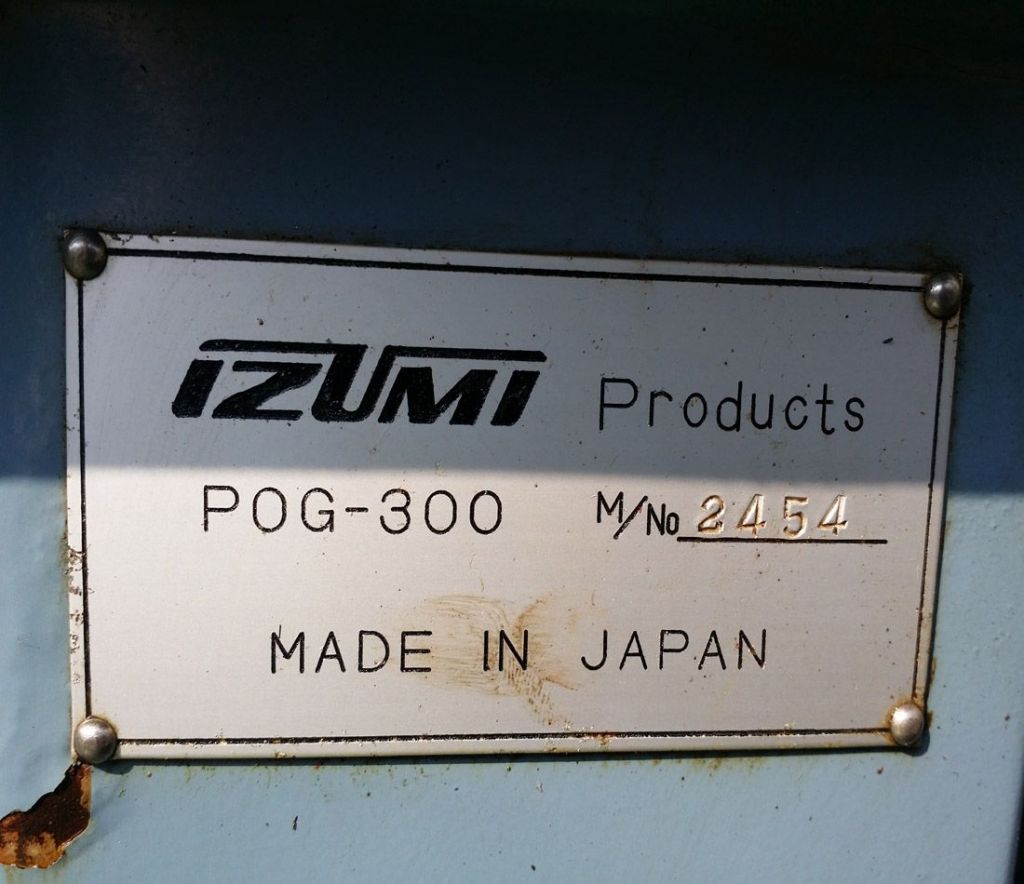 IZUMI Products
POG-300 M/No 2454
MADE IN JAPAN